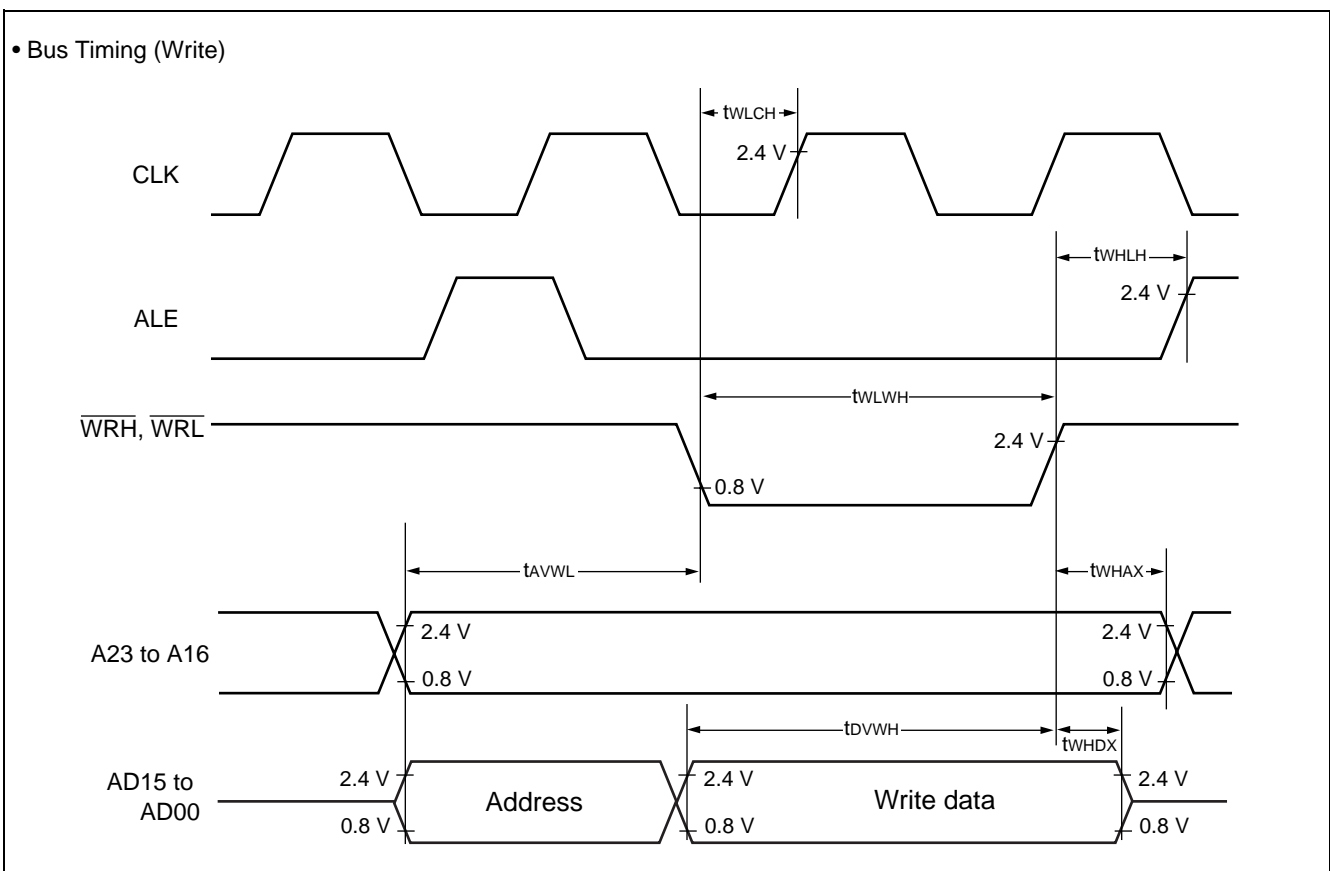 • Bus Timing (Write)
tWLCH
2.4 V
CLK
tWHLH
2.4 V
ALE
tWLWH
WRH, WRL
2.4 V
0.8 V
tAVWL
tWHAX
2.4 V
2.4 V
A23 to A16
0.8 V
0.8 V
tDVWH
tWHDX
AD15 to
AD00
2.4 V
Address
2.4 V
Write data
2.4 V
0.8 V
0.8 V
0.8 V